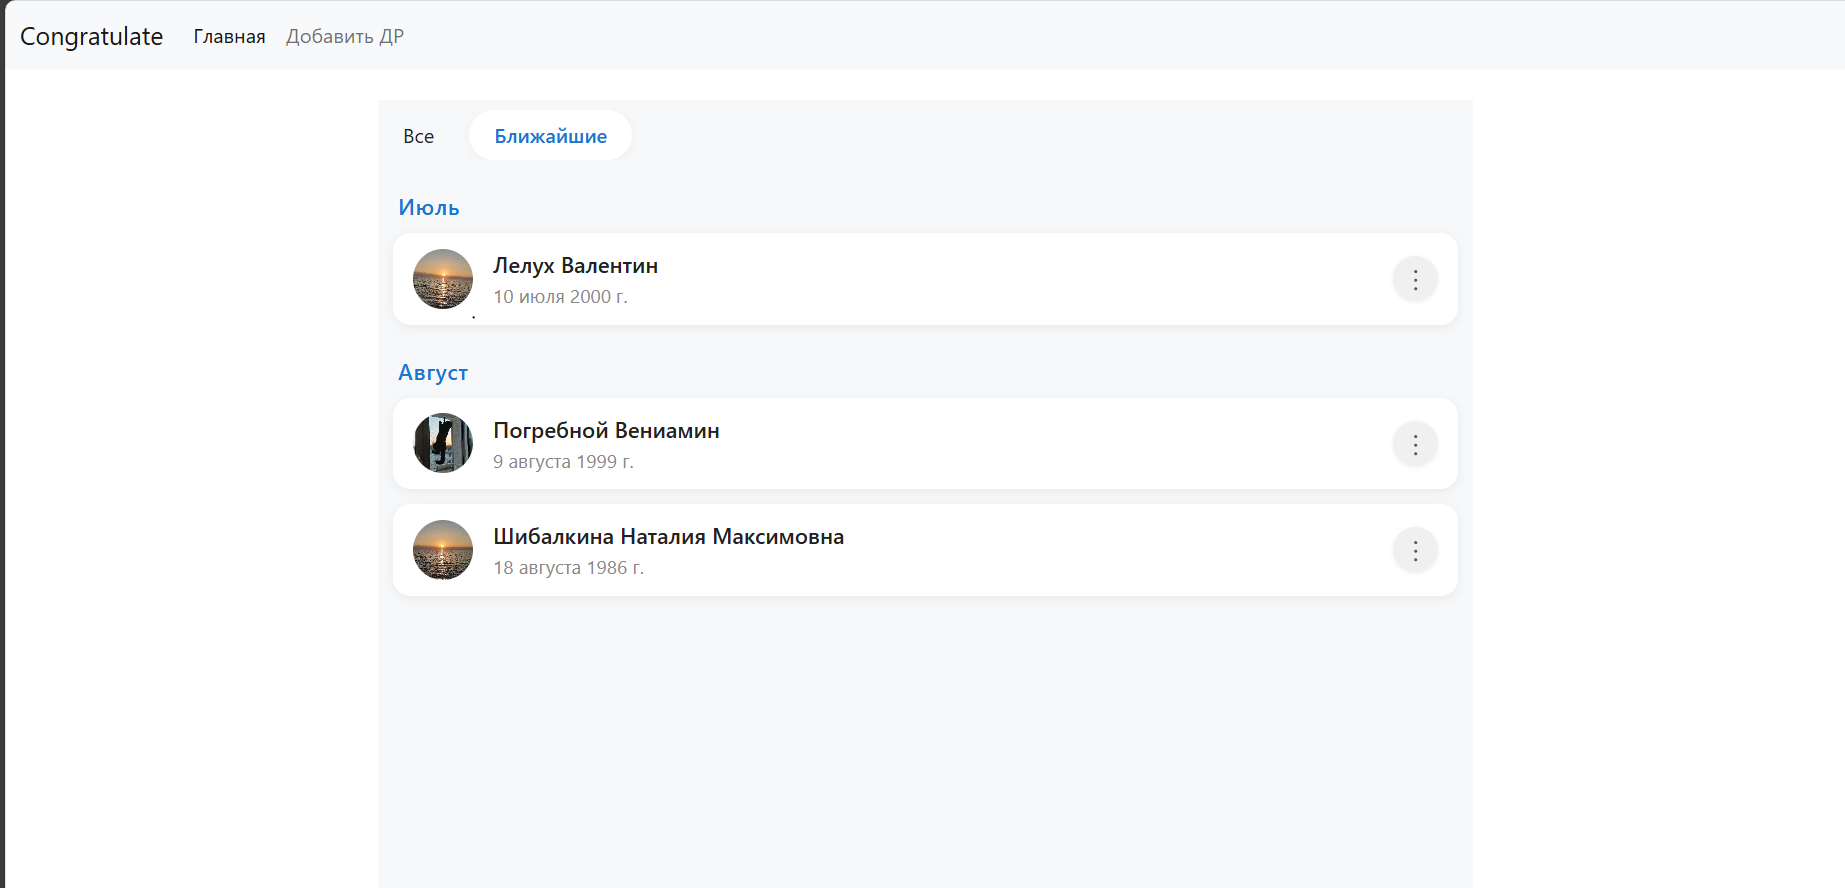 Congratulate Главная Добавить ДР
Все Ближайшие
Июль
Лелух Валентин
10 июля 2000 г.
Август
Погребной Вениамин
9 августа 1999 г.
Шибалкина Наталия Максимовна
18 августа 1986 г.